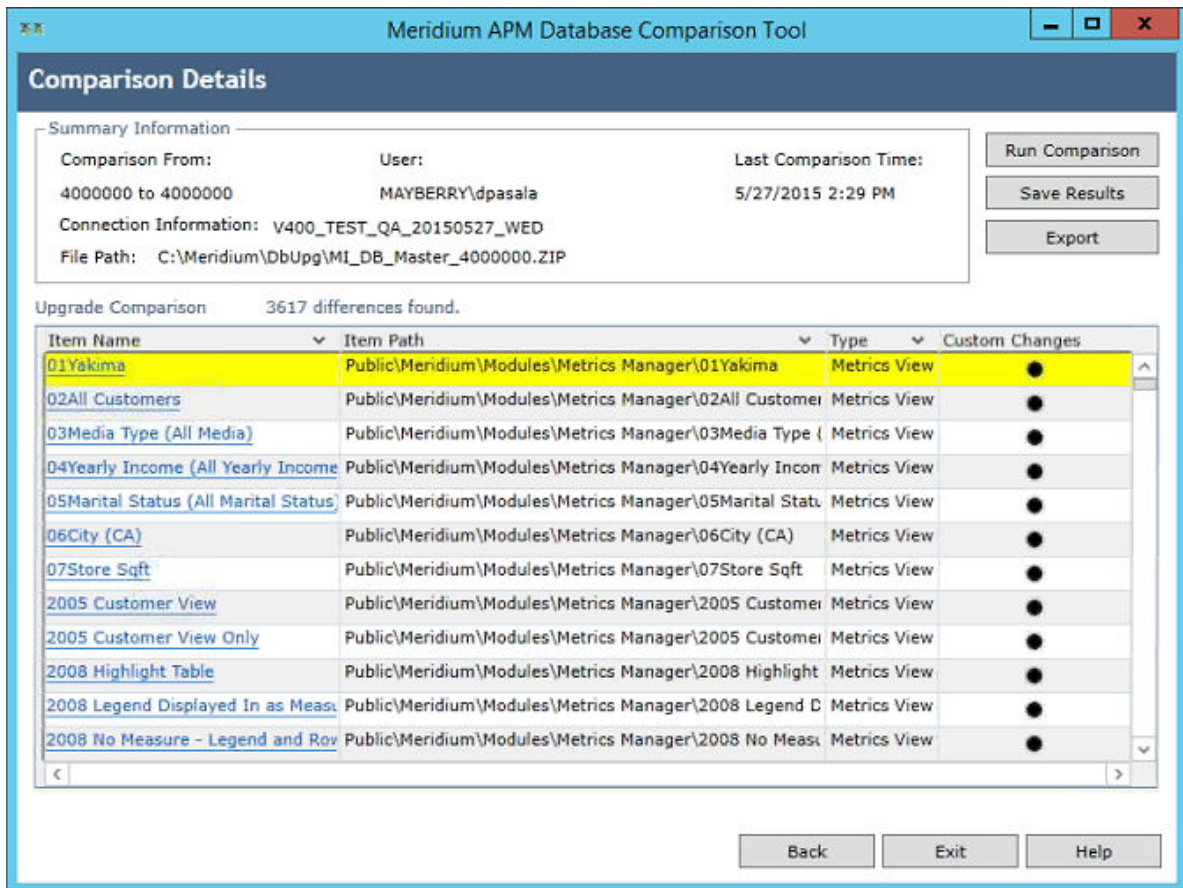 Meridium APM Database Comparison Tool
Comparison Details
Summary Information
Comparison From: User: Last Comparison Time:
4000000 to 4000000 MAYBERRY\dpasala 5/27/2015 2:29 PM
Connection Information: V400_TEST_QA_20150527_WED
File Path: C:\Meridium\DbUpg\MI_DB_Master_4000000.ZIP
Run Comparison
Save Results
Export
Upgrade Comparison 3617 differences found.
Item Name Item Path Type Custom Changes
01Yakima Public\Meridium\Modules\Metrics Manager\01Yakima Metrics View
02All Customers Public\Meridium\Modules\Metrics Manager\02All Customer Metrics View
03Media Type (All Media) Public\Meridium\Modules\Metrics Manager\03Media Type ( Metrics View
04Yearly Income (All Yearly Income Public\Meridium\Modules\Metrics Manager\04Yearly Incom Metrics View
05Marital Status (All Marital Status) Public\Meridium\Modules\Metrics Manager\05Marital Statu Metrics View
06City (CA) Public\Meridium\Modules\Metrics Manager\06City (CA) Metrics View
07Store Sqft Public\Meridium\Modules\Metrics Manager\07Store Sqft Metrics View
2005 Customer View Public\Meridium\Modules\Metrics Manager\2005 Customer Metrics View
2005 Customer View Only Public\Meridium\Modules\Metrics Manager\2005 Customer Metrics View
2008 Highlight Table Public\Meridium\Modules\Metrics Manager\2008 Highlight Metrics View
2008 Legend Displayed In as Measu Public\Meridium\Modules\Metrics Manager\2008 Legend D Metrics View
2008 No Measure - Legend and Row Public\Meridium\Modules\Metrics Manager\2008 No Measu Metrics View
Back Exit Help